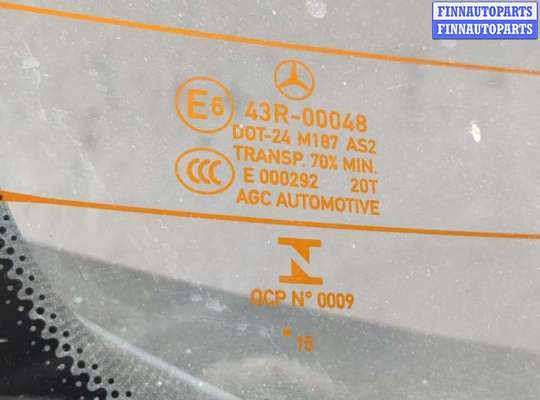 FINNAUTOPARTS
FINNAUTOPARTS
E6 43R-00048
DOT-24 M187 AS2
CCC TRANSP. 70% MIN.
E 000292 20T
AGC AUTOMOTIVE
N
OCP N° 0009
15